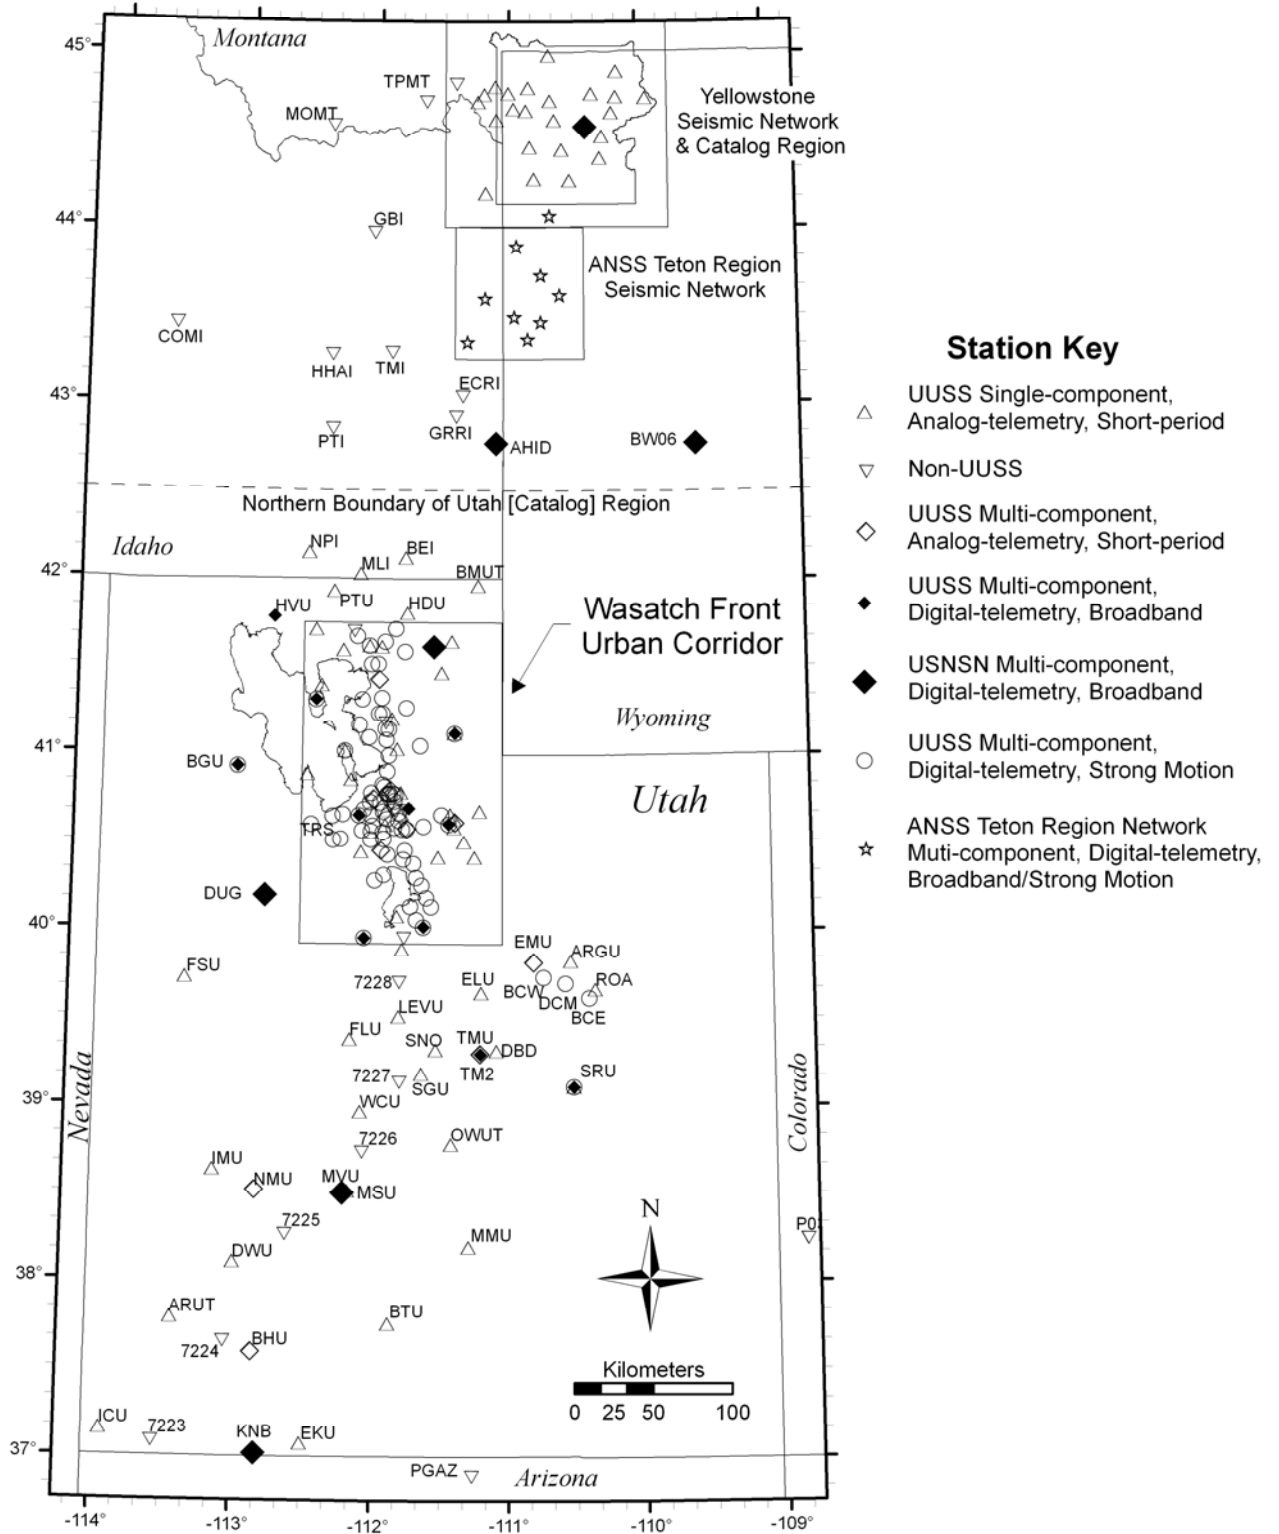 Montana
45°
TPMT
MOMT
Yellowstone
Seismic Network
& Catalog Region
44°
GBI
ANSS Teton Region
Seismic Network
COMI
HHAI
TMI
43°
ECRI
PTI
GRRI
AHID
BW06
Northern Boundary of Utah [Catalog] Region
Idaho
NPI
BEI
MLI
42°
BMUT
PTU
HVU
HDU
Wasatch Front
Urban Corridor
Wyoming
41°
BGU
Utah
TRS
DUG
40°
EMU
ARGU
FSU
7228
ELU
ROA
BCW
DCM
BCE
LEVU
FLU
SNO
TMU
DBD
TM2
SRU
7227
SGU
39°
WCU
Nevada
Colorado
7226
OWUT
IMU
NMU
MVU
MSU
7225
N
DWU
MMU
38°
ARUT
BTU
7224
BHU
Kilometers
0 25 50 100
ICU
7223
KNB
EKU
37°
PGAZ
Arizona
-114° -113° -112° -111° -110° -109°
Station Key
UUSS Single-component,
Analog-telemetry, Short-period
Non-UUSS
UUSS Multi-component,
Analog-telemetry, Short-period
UUSS Multi-component,
Digital-telemetry, Broadband
USNSN Multi-component,
Digital-telemetry, Broadband
UUSS Multi-component,
Digital-telemetry, Strong Motion
ANSS Teton Region Network
Muti-component, Digital-telemetry,
Broadband/Strong Motion